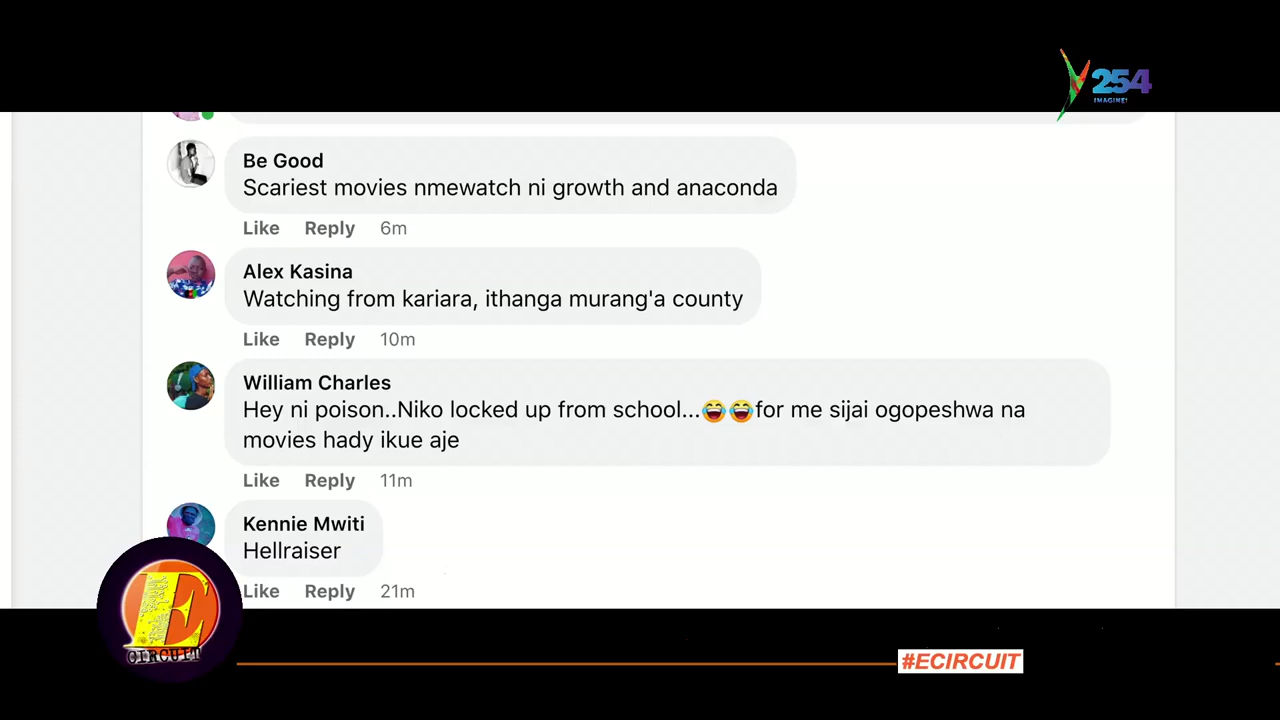 Y254
IMAGINE!
Be Good
Scariest movies nmewatch ni growth and anaconda
Like Reply 6m
Alex Kasina
Watching from kariara, ithanga murang'a county
Like Reply 10m
William Charles
Hey ni poison..Niko locked up from school...😂😂for me sijai ogopeshwa na
movies hady ikue aje
Like Reply 11m
Kennie Mwiti
Hellraiser
Like Reply 21m
E
CIRCUIT
#ECIRCUIT